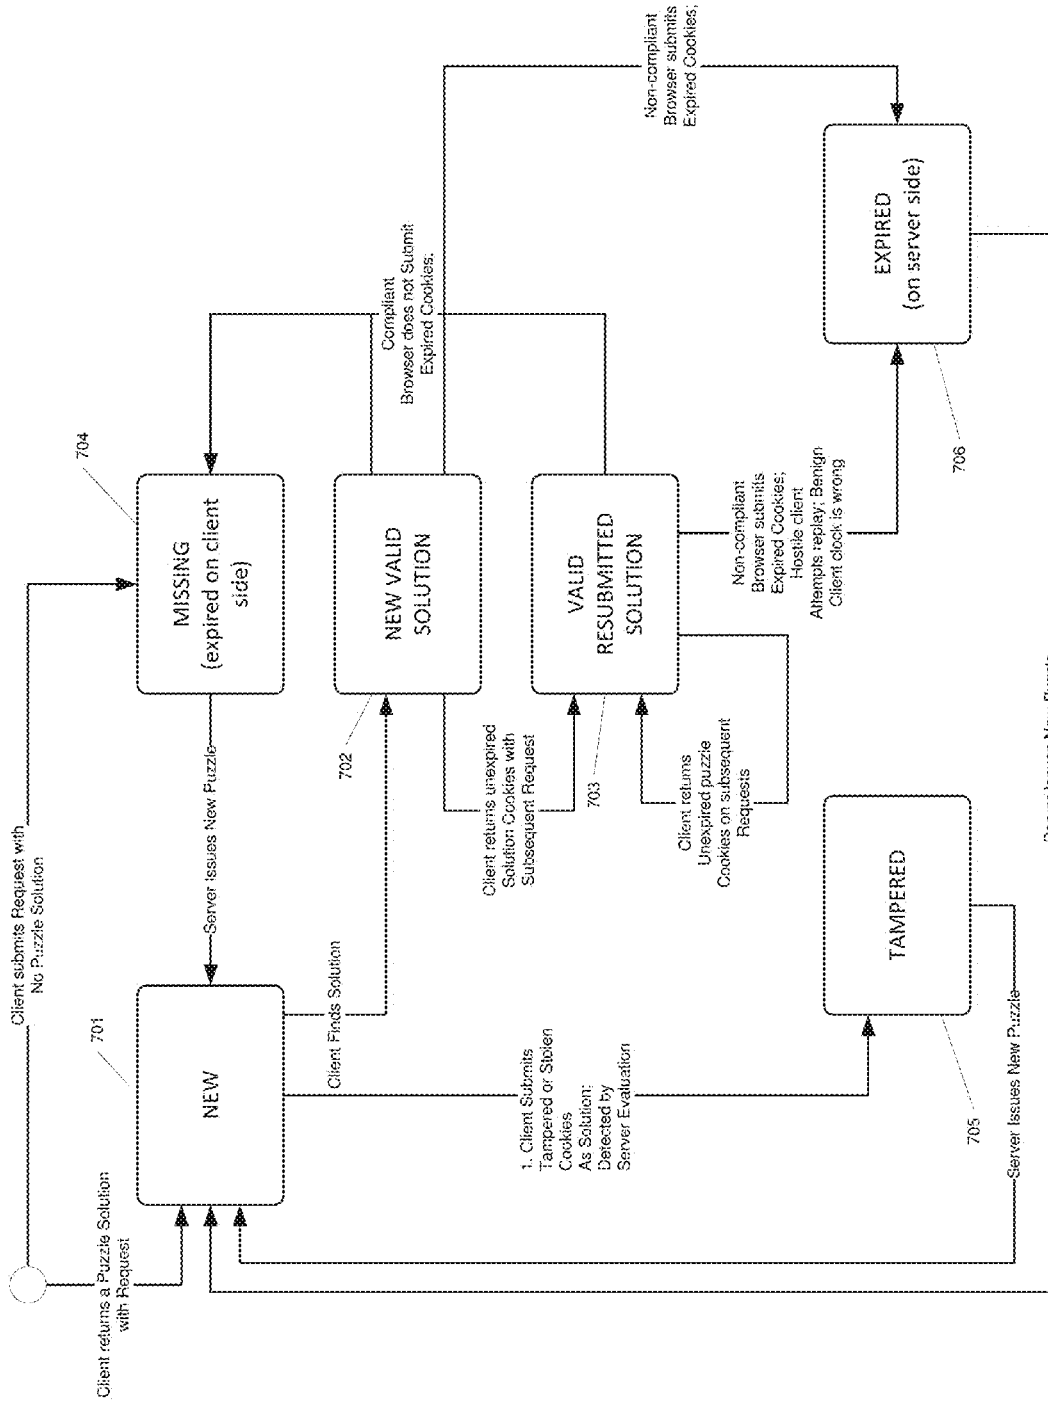 Client submits Request with
No Puzzle Solution
Client returns a Puzzle Solution
with Request
701
NEW
Server Issues New Puzzle
704
MISSING
(expired on client
side)
Client Finds Solution
702
NEW VALID
SOLUTION
Compliant
Browser does not Submit
Expired Cookies;
Client returns unexpired
Solution Cookies with
Subsequent Request
703
VALID
RESUBMITTED
SOLUTION
Non-compliant
Browser submits
Expired Cookies;
1. Client Submits
Tampered or Stolen
Cookies
As Solution;
Detected by
Server Evaluation
Client returns
Unexpired puzzle
Cookies on subsequent
Requests
Non-compliant
Browser submits
Expired Cookies;
Hostile client
Attempts replay; Benign
Client clock is wrong
TAMPERED
705
EXPIRED
(on server side)
706
Server Issues New Puzzle